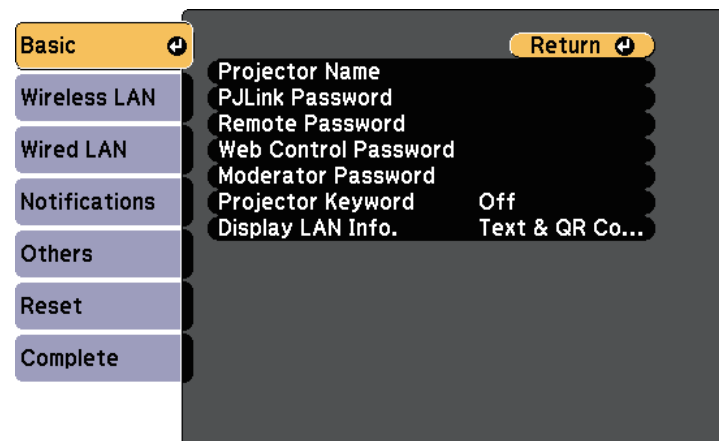 Basic
Wireless LAN
Wired LAN
Notifications
Others
Reset
Complete
Return
Projector Name
PJLink Password
Remote Password
Web Control Password
Moderator Password
Projector Keyword Off
Display LAN Info. Text & QR Co...